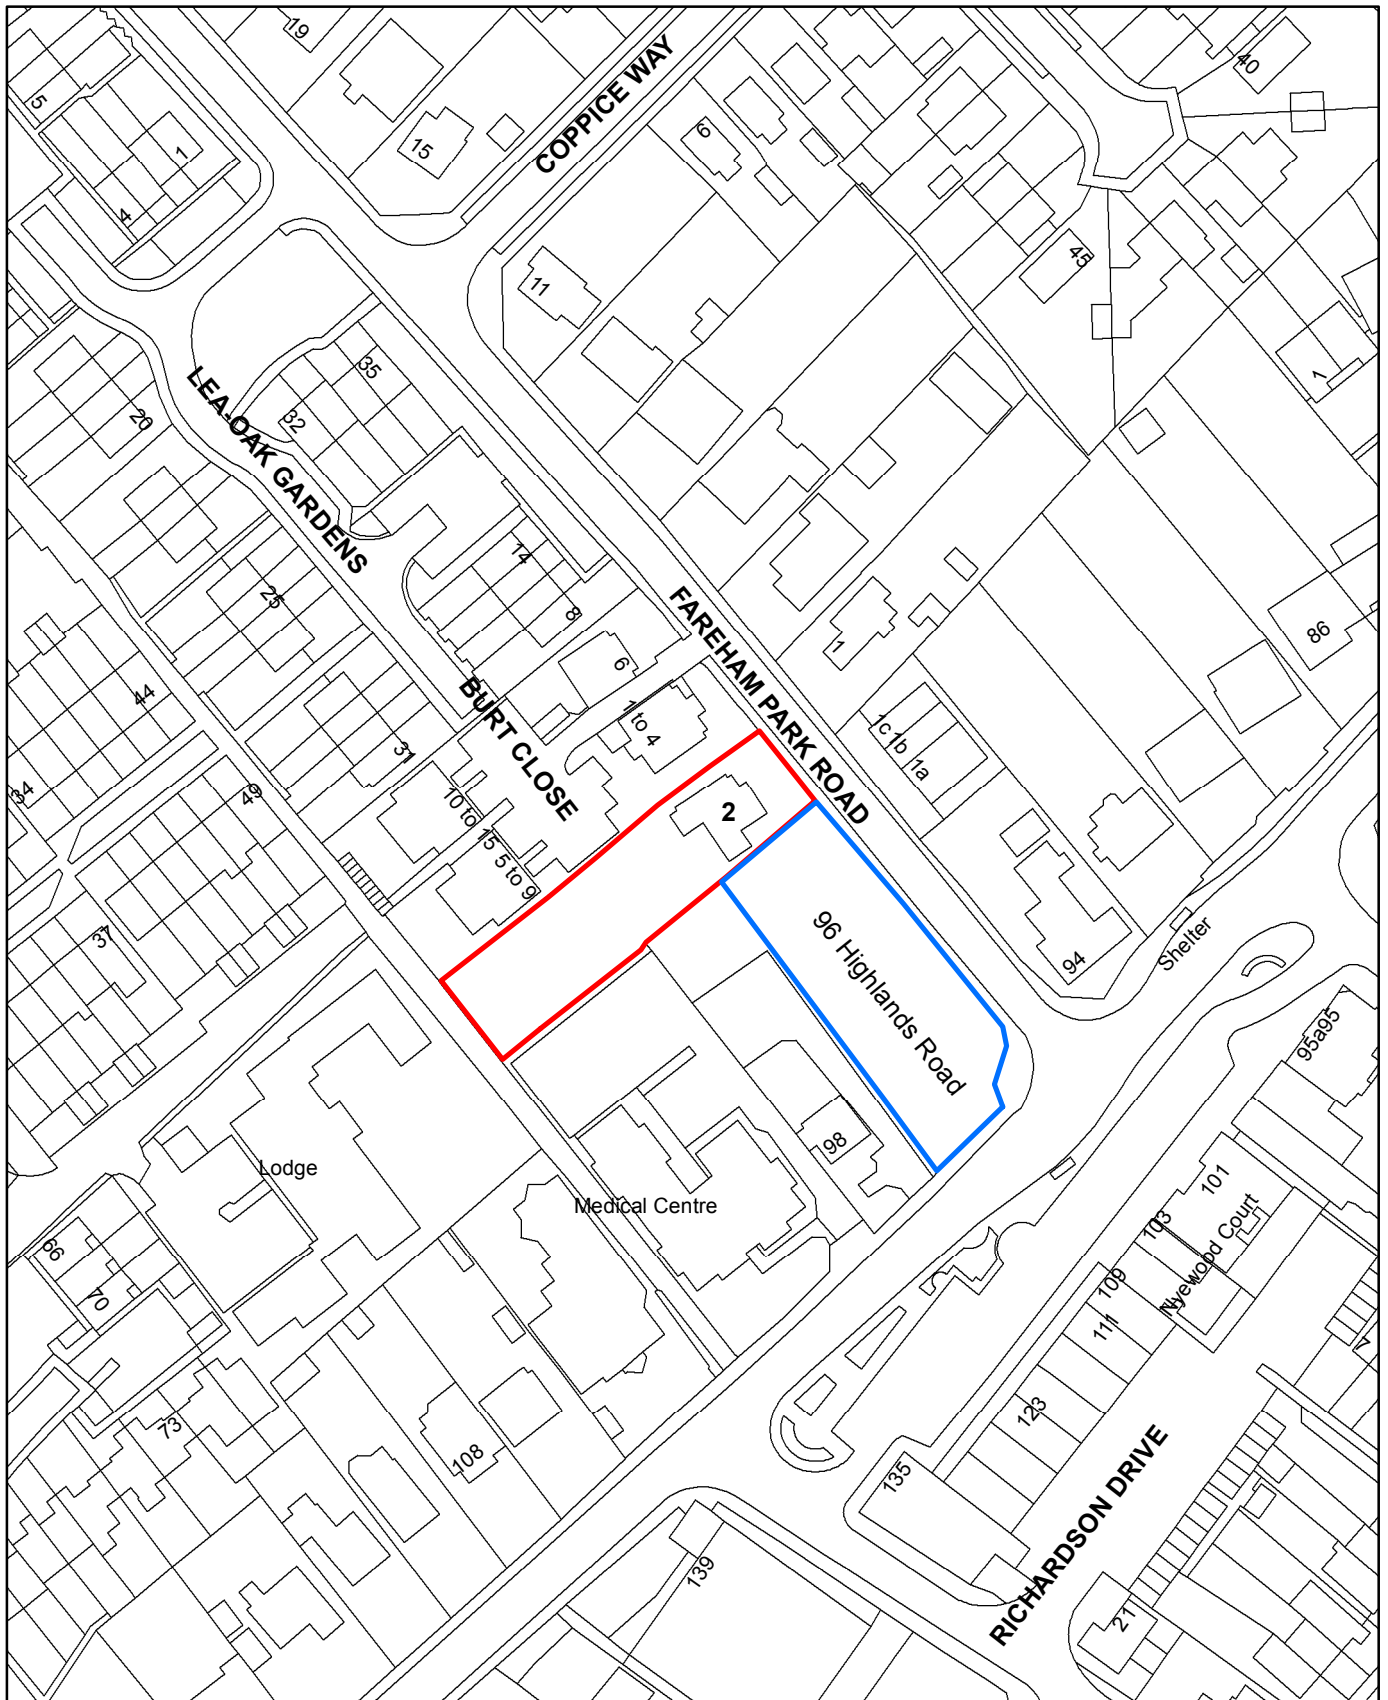 19
COPPICE WAY
40
5
1
15
6
4
45
11
1
35
LEA-OAK GARDENS
32
20
14
FAREHAM PARK ROAD
25
8
86
1
6
BURT CLOSE
44
1 to 4
1c 1b 1a
31
34
49
10 to 15
5 to 9
2
37
96 Highlands Road
94
Shelter
95a 95
98
Lodge
Medical Centre
101
103
Nyewood Court
66
70
109
111
7
73
108
123
135
RICHARDSON DRIVE
139
21